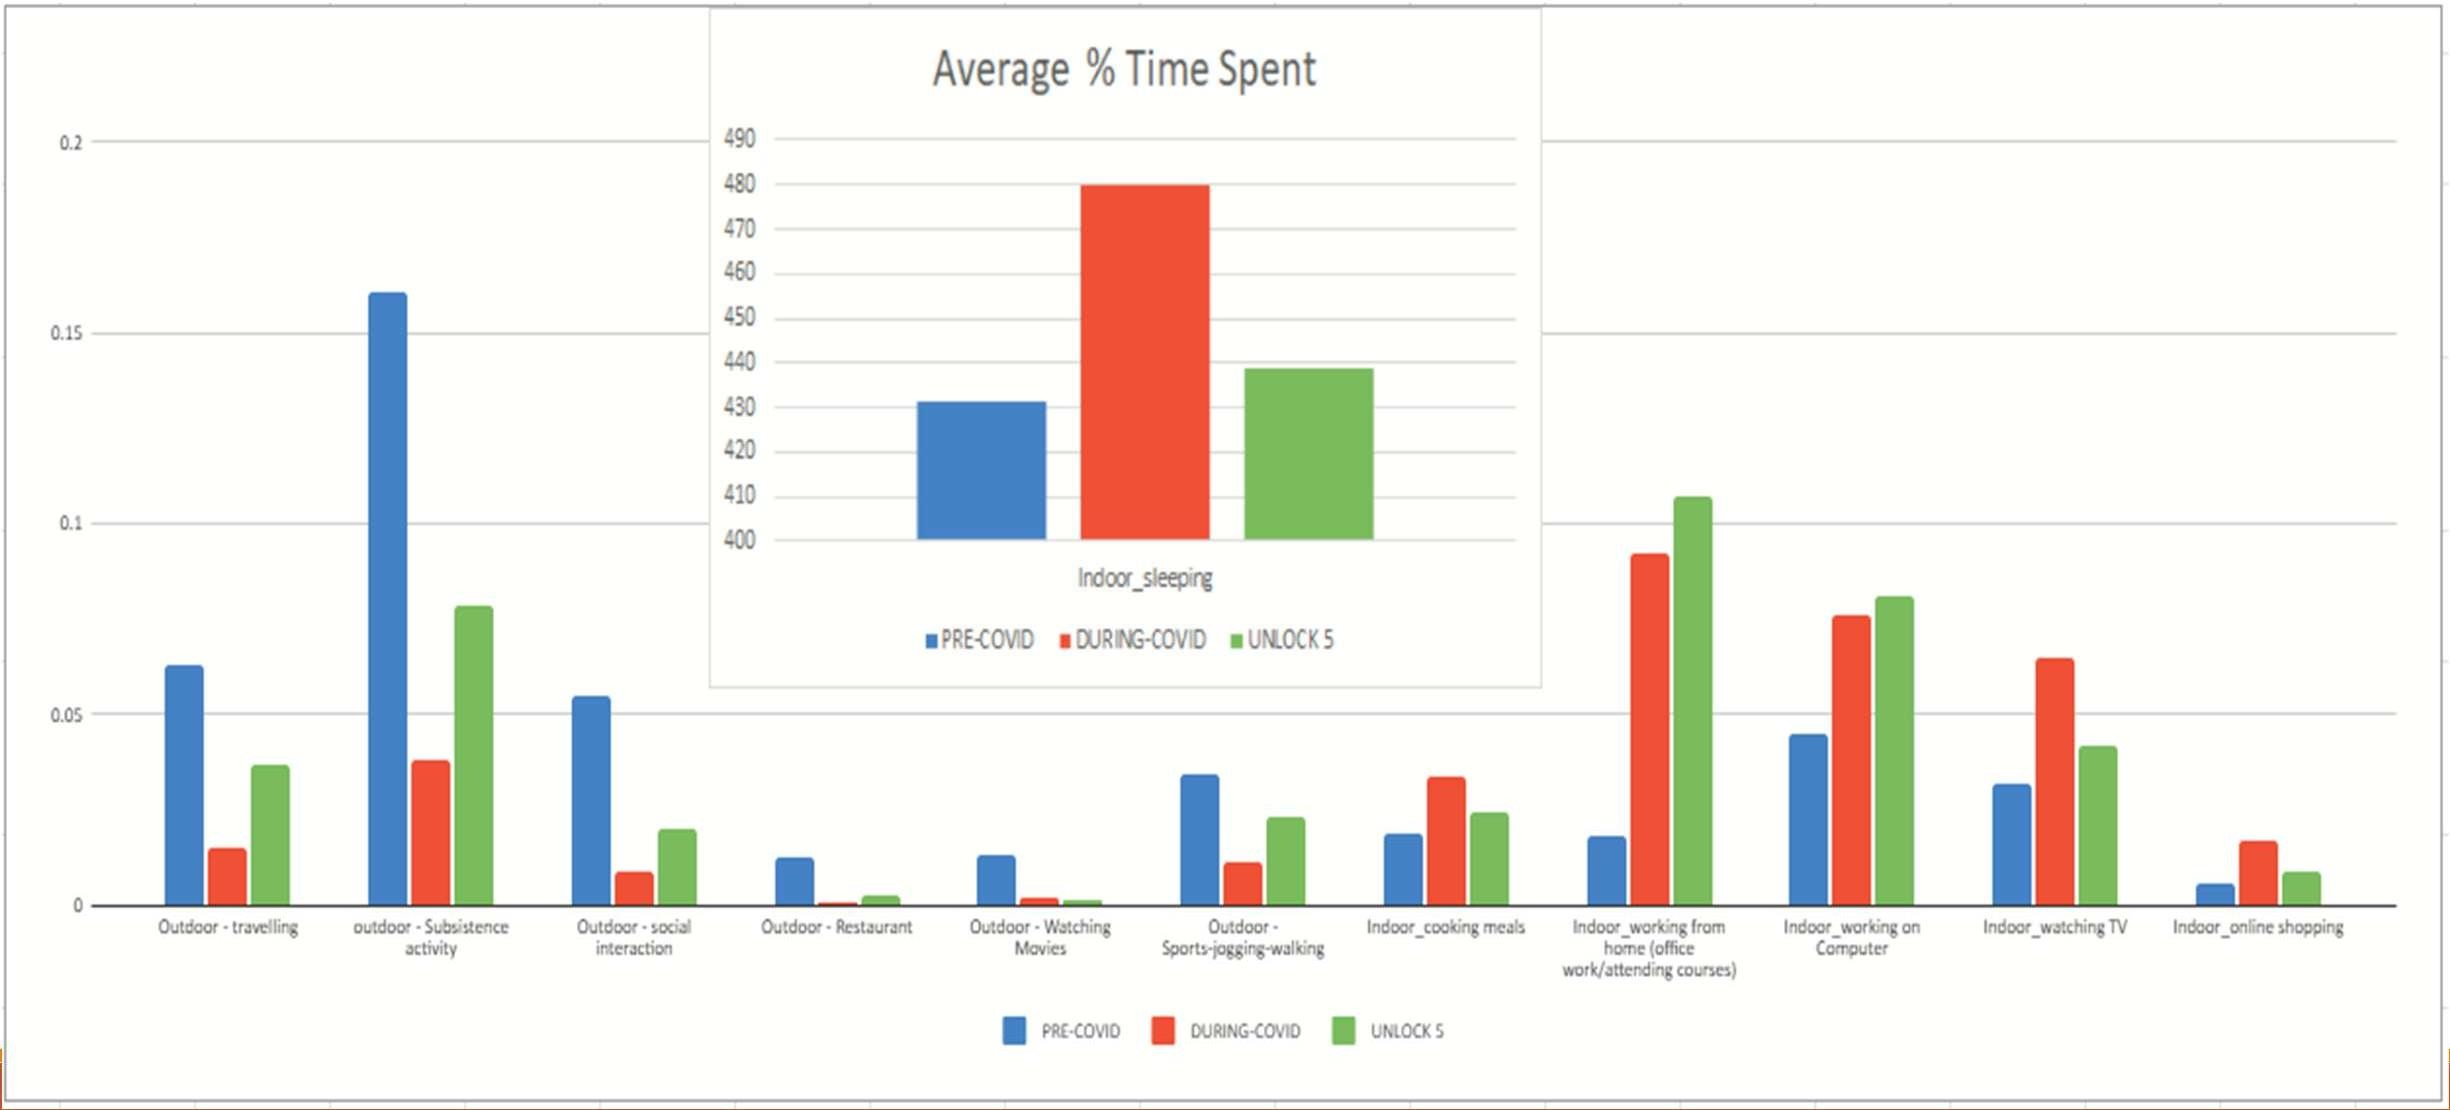 Average % Time Spent
490
480
470
460
450
440
430
420
410
400
Indoor_sleeping
PRE-COVID DURING-COVID UNLOCK 5
0.2
0.15
0.1
0.05
0
Outdoor - travelling
outdoor - Subsistence
activity
Outdoor - social
interaction
Outdoor - Restaurant
Outdoor - Watching
Movies
Outdoor -
Sports-jogging-walking
Indoor_cooking meals
Indoor_working from
home (office
work/attending courses)
Indoor_working on
Computer
Indoor_watching TV
Indoor_online shopping
PRE-COVID DURING-COVID UNLOCK 5